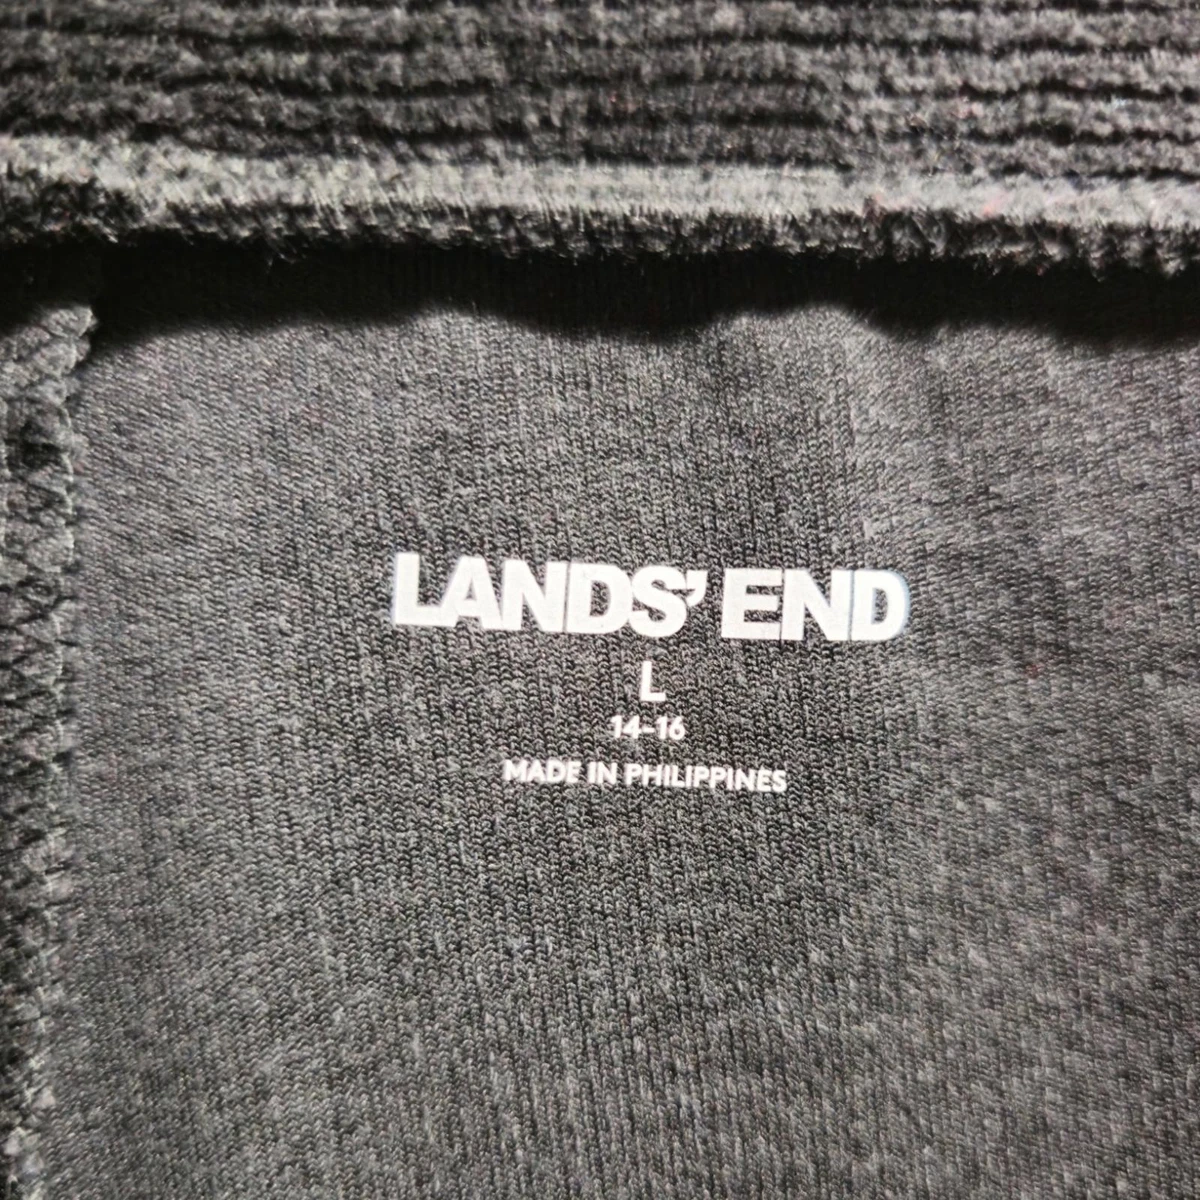 LANDS' END
L
14-16
MADE IN PHILIPPINES